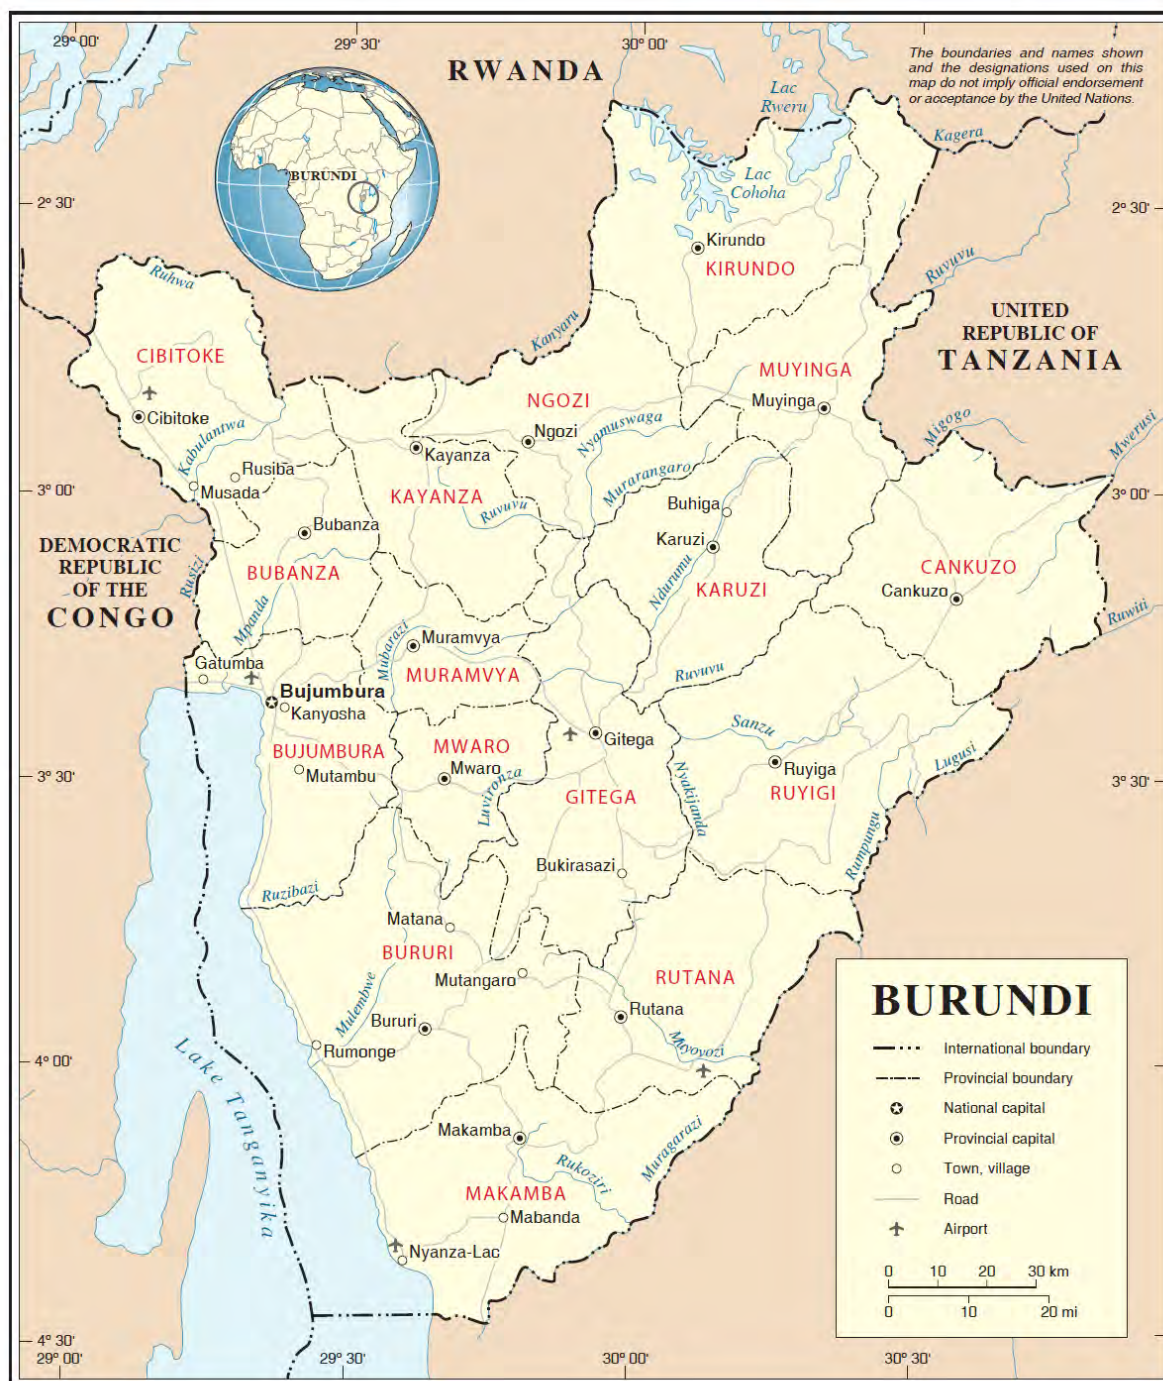 29° 00'
29° 30'
30° 00'
RWANDA
The boundaries and names shown
and the designations used on this
map do not imply official endorsement
or acceptance by the United Nations.
Lac
Rweru
Kagera
BURUNDI
Lac
Cohoha
2° 30'
2° 30'
Kirundo
KIRUNDO
Ruvuvu
Ruhwa
UNITED
REPUBLIC OF
TANZANIA
Kanyaru
CIBITOKE
MUYINGA
NGOZI
Muyinga
Cibitoke
Nyamuswaga
Migogo
Mwerusi
Ngozi
Kabulantwa
Kayanza
Rusiba
Murarangaro
Musada
KAYANZA
3° 00'
3° 00'
Ruvuvu
Buhiga
Bubanza
DEMOCRATIC
REPUBLIC
OF THE
CONGO
Karuzi
Rusizi
BUBANZA
Ndurumu
KARUZI
CANKUZO
Cankuzo
Mpanda
Mubarazi
Muramvya
Ruwiti
Gatumba
MURAMVYA
Ruvuvu
Bujumbura
Kanyosha
Sanzu
Gitega
BUJUMBURA
MWARO
Lugusi
Mutambu
Mwaro
Ruyiga
3° 30'
3° 30'
Luvironza
GITEGA
Nyakijanda
RUYIGI
Rumpungu
Bukirasazi
Ruzibazi
Matana
BURURI
Mutangaro
RUTANA
Mulembwe
Bururi
Rutana
Rumonge
Muyovozi
4° 00'
Lake Tanganyika
Makamba
Muragarazi
Rukoziri
MAKAMBA
Mabanda
Nyanza-Lac
BURUNDI
International boundary
Provincial boundary
National capital
Provincial capital
Town, village
Road
Airport
0 10 20 30 km
0 10 20 mi
4° 30'
29° 00'
29° 30'
30° 00'
30° 30'